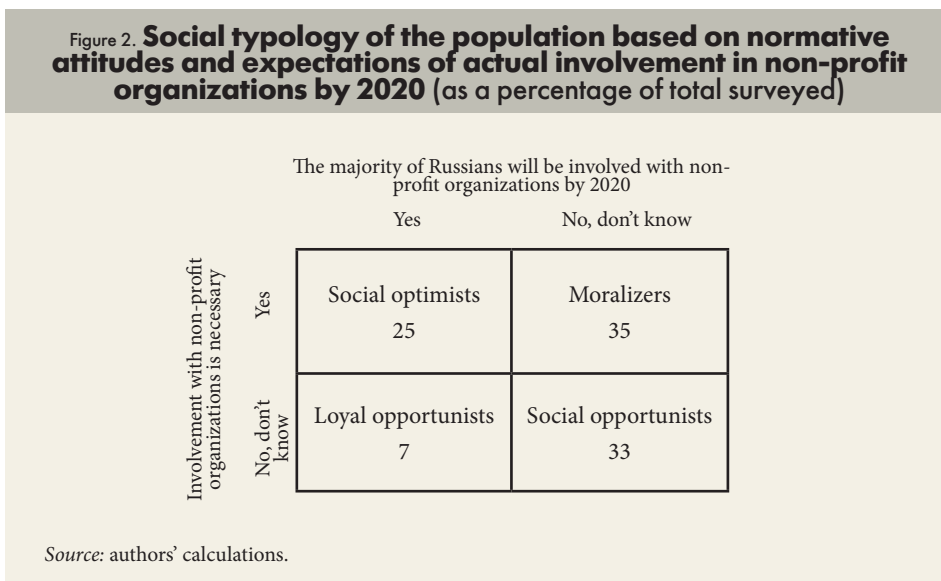 Figure 2. Social typology of the population based on normative
attitudes and expectations of actual involvement in non-profit
organizations by 2020 (as a percentage of total surveyed)
The majority of Russians will be involved with non-
profit organizations by 2020
Yes
No, don’t know
Involvement with non-profit
organizations is necessary
Yes
Social optimists
25
Moralizers
35
No, don’t
know
Loyal opportunists
7
Social opportunists
33
Source: authors’ calculations.